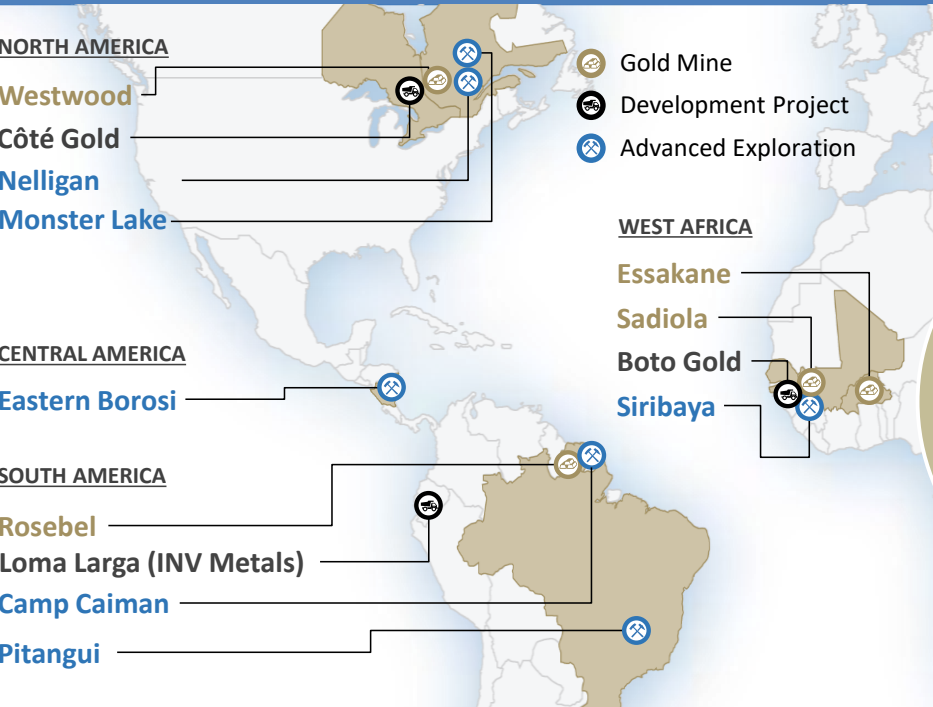 NORTH AMERICA
Westwood
Côté Gold
Nelligan
Monster Lake
Gold Mine
Development Project
Advanced Exploration
WEST AFRICA
Essakane
Sadiola
Boto Gold
Siribaya
CENTRAL AMERICA
Eastern Borosi
SOUTH AMERICA
Rosebel
Loma Larga (INV Metals)
Camp Caiman
Pitangui